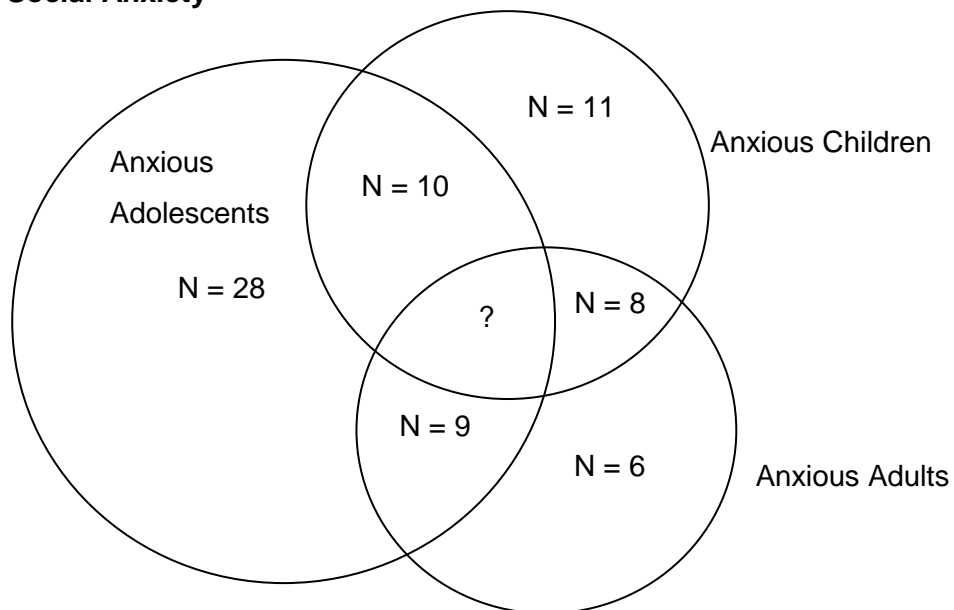 Social Anxiety
N = 11
Anxious Children
Anxious
Adolescents
N = 10
N = 28
N = 8
?
N = 9
N = 6
Anxious Adults